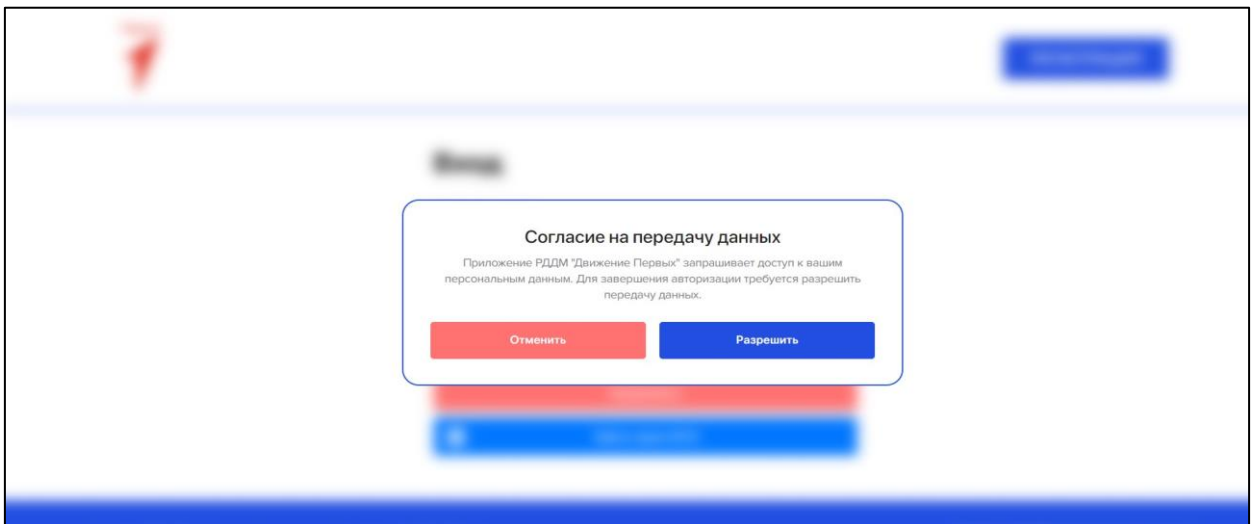 Вход
Согласие на передачу данных
Приложение РДДМ "Движение Первых" запрашивает доступ к вашим
персональным данным. Для завершения авторизации требуется разрешить
передачу данных.
Отменить
Разрешить